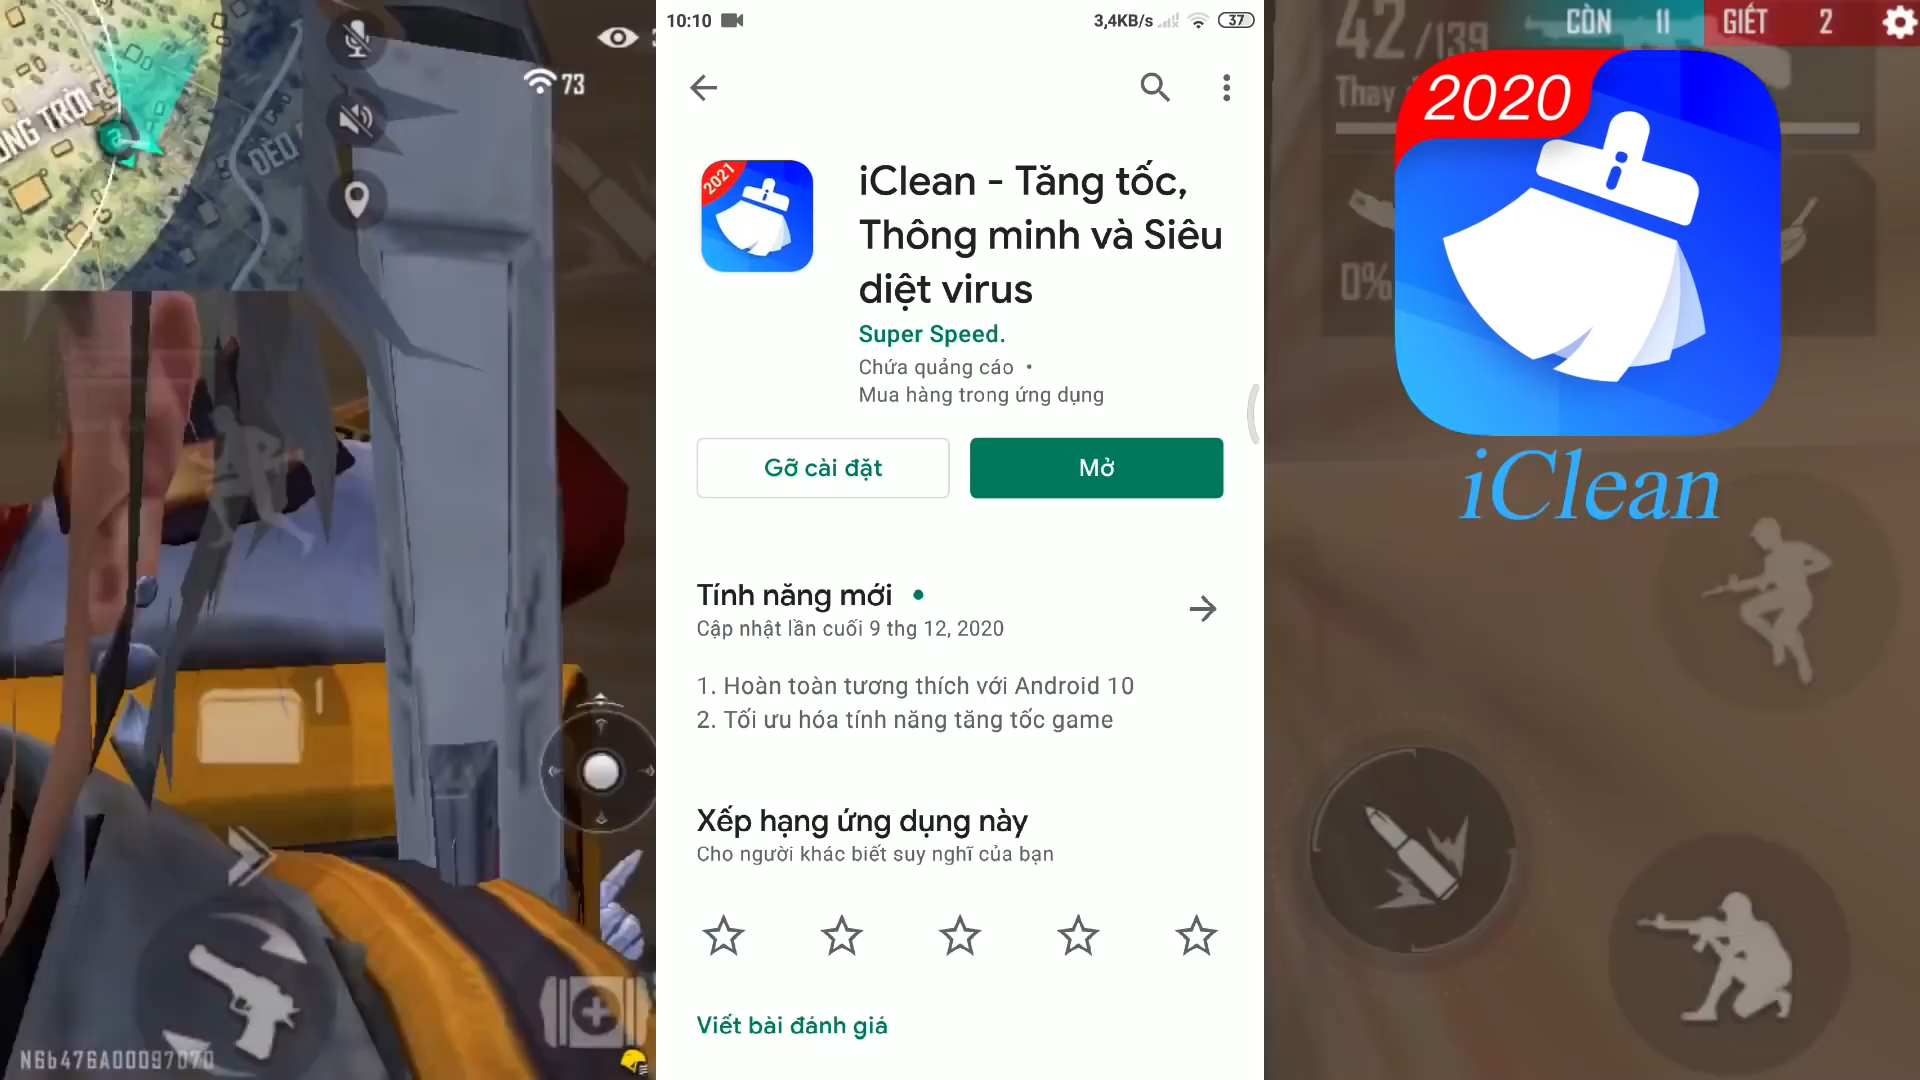 73
ĐÈO
1
N6b476A00097070
10:10
3,4KB/s
37
2021
iClean - Tăng tốc,
Thông minh và Siêu
diệt virus
Super Speed.
Chứa quảng cáo •
Mua hàng trong ứng dụng
Gỡ cài đặt
Mở
Tính năng mới •
Cập nhật lần cuối 9 thg 12, 2020
1. Hoàn toàn tương thích với Android 10
2. Tối ưu hóa tính năng tăng tốc game
Xếp hạng ứng dụng này
Cho người khác biết suy nghĩ của bạn
Viết bài đánh giá
42/139
CÒN 11
GIẾT 2
Thay
0%
2020
iClean